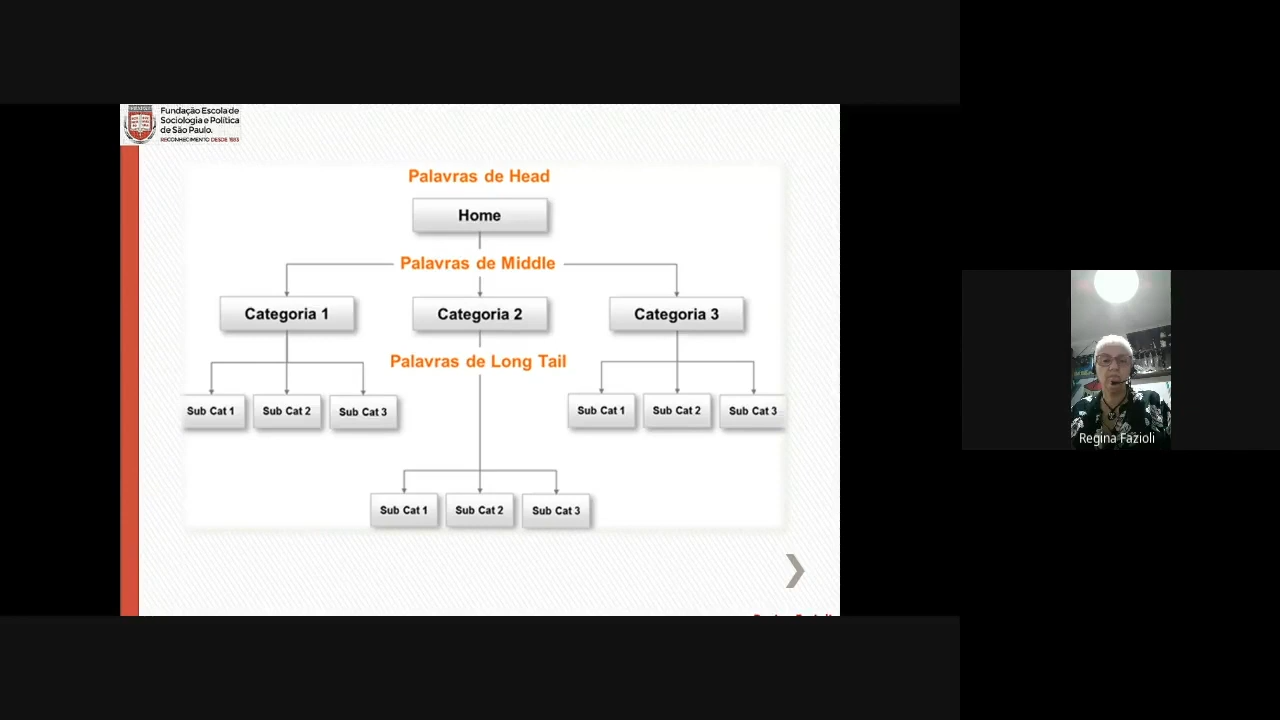 Fundação Escola de
Sociologia e Política
de São Paulo.
RECONHECIMENTO DESDE 1933
Palavras de Head
Home
Palavras de Middle
Categoria 1
Categoria 2
Categoria 3
Palavras de Long Tail
Sub Cat 1
Sub Cat 2
Sub Cat 3
Sub Cat 1
Sub Cat 2
Sub Cat 3
Sub Cat 1
Sub Cat 2
Sub Cat 3
Regina Fazioli